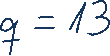 q = 13